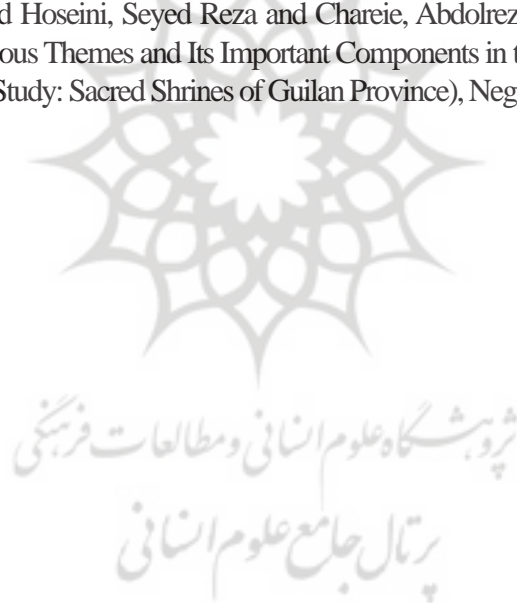 d Hoseini, Seyed Reza and Chareie, Abdolrez
ous Themes and Its Important Components in t
Study: Sacred Shrines of Guilan Province), Neg
پژوهشگاه علوم انسانی و مطالعات فرهنگی
پرتال جامع علوم انسانی